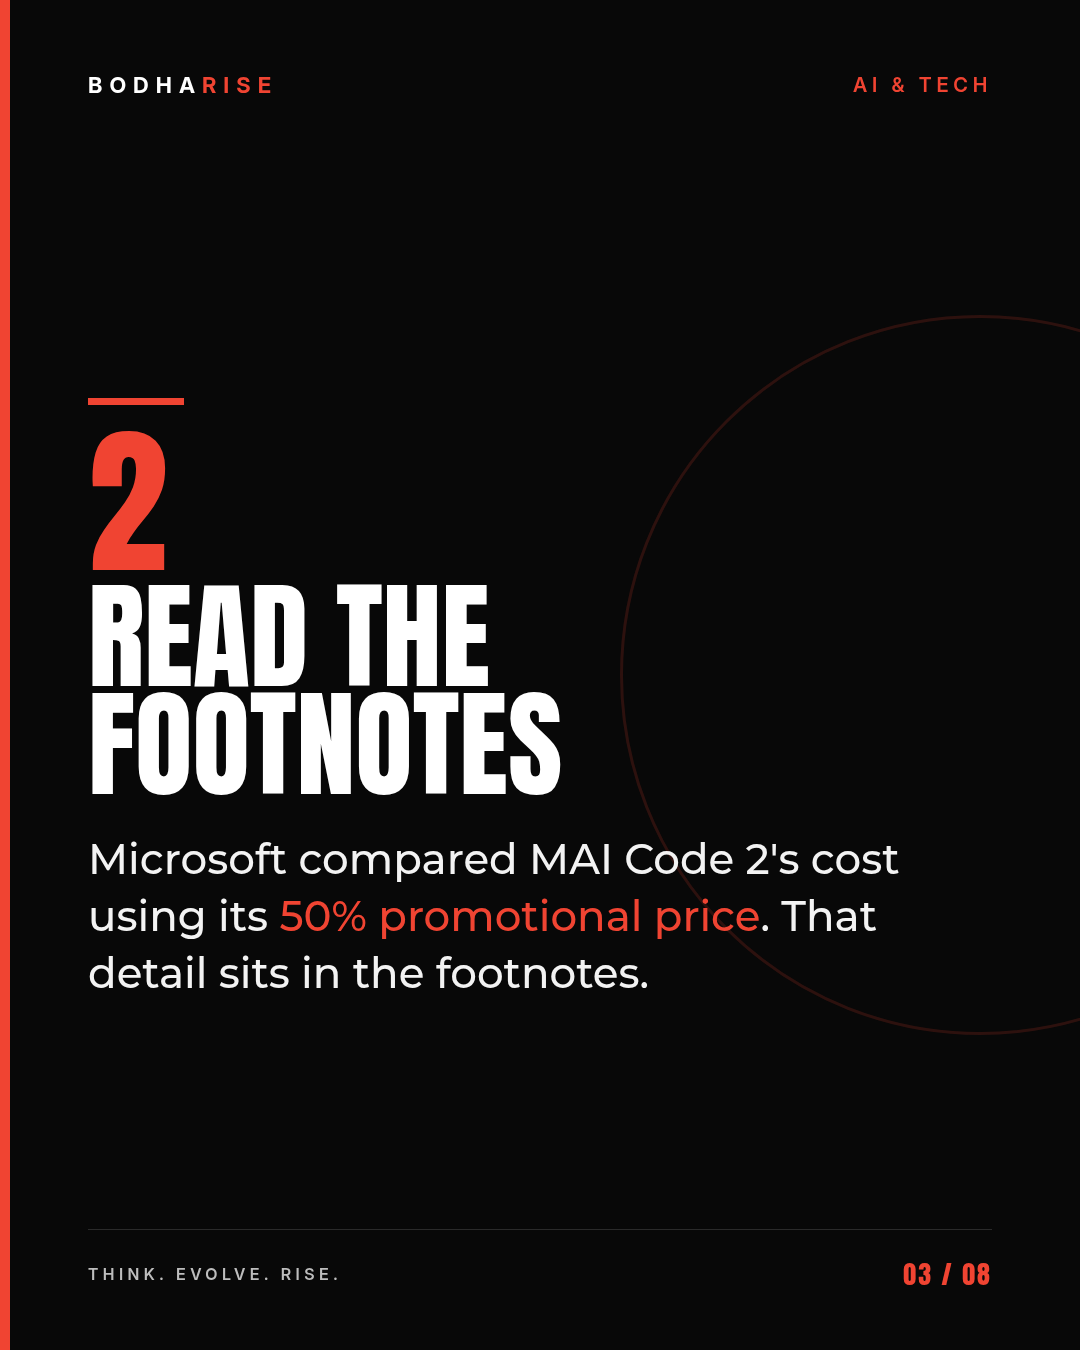 BODHARISE
AI & TECH
2
READ THE
FOOTNOTES
Microsoft compared MAI Code 2's cost
using its 50% promotional price. That
detail sits in the footnotes.
THINK. EVOLVE. RISE.
03 / 08